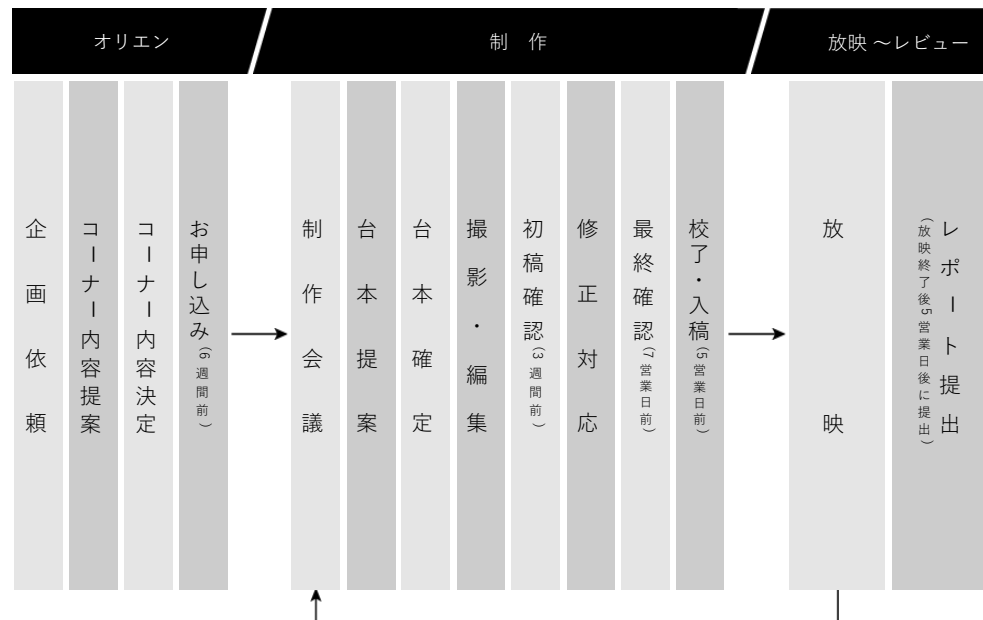 オリエン
制 作
放映 ～レビュー
企画依頼
コーナー内容提案
コーナー内容決定
お申し込み(6週間前)
制作会議
台本提案
台本確定
撮影・編集
初稿確認(3週間前)
修正対応
最終確認(7営業日前)
校了・入稿(5営業日前)
放映
レポート提出
(放映終了後5営業日後に提出)